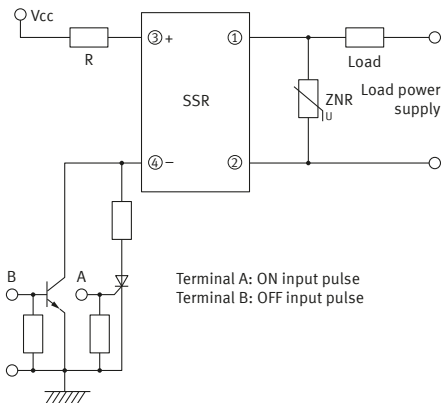 Vcc
③ + ①
R
SSR
Load
ZNR
U
Load power
supply
④ − ②
B
A
Terminal A: ON input pulse
Terminal B: OFF input pulse